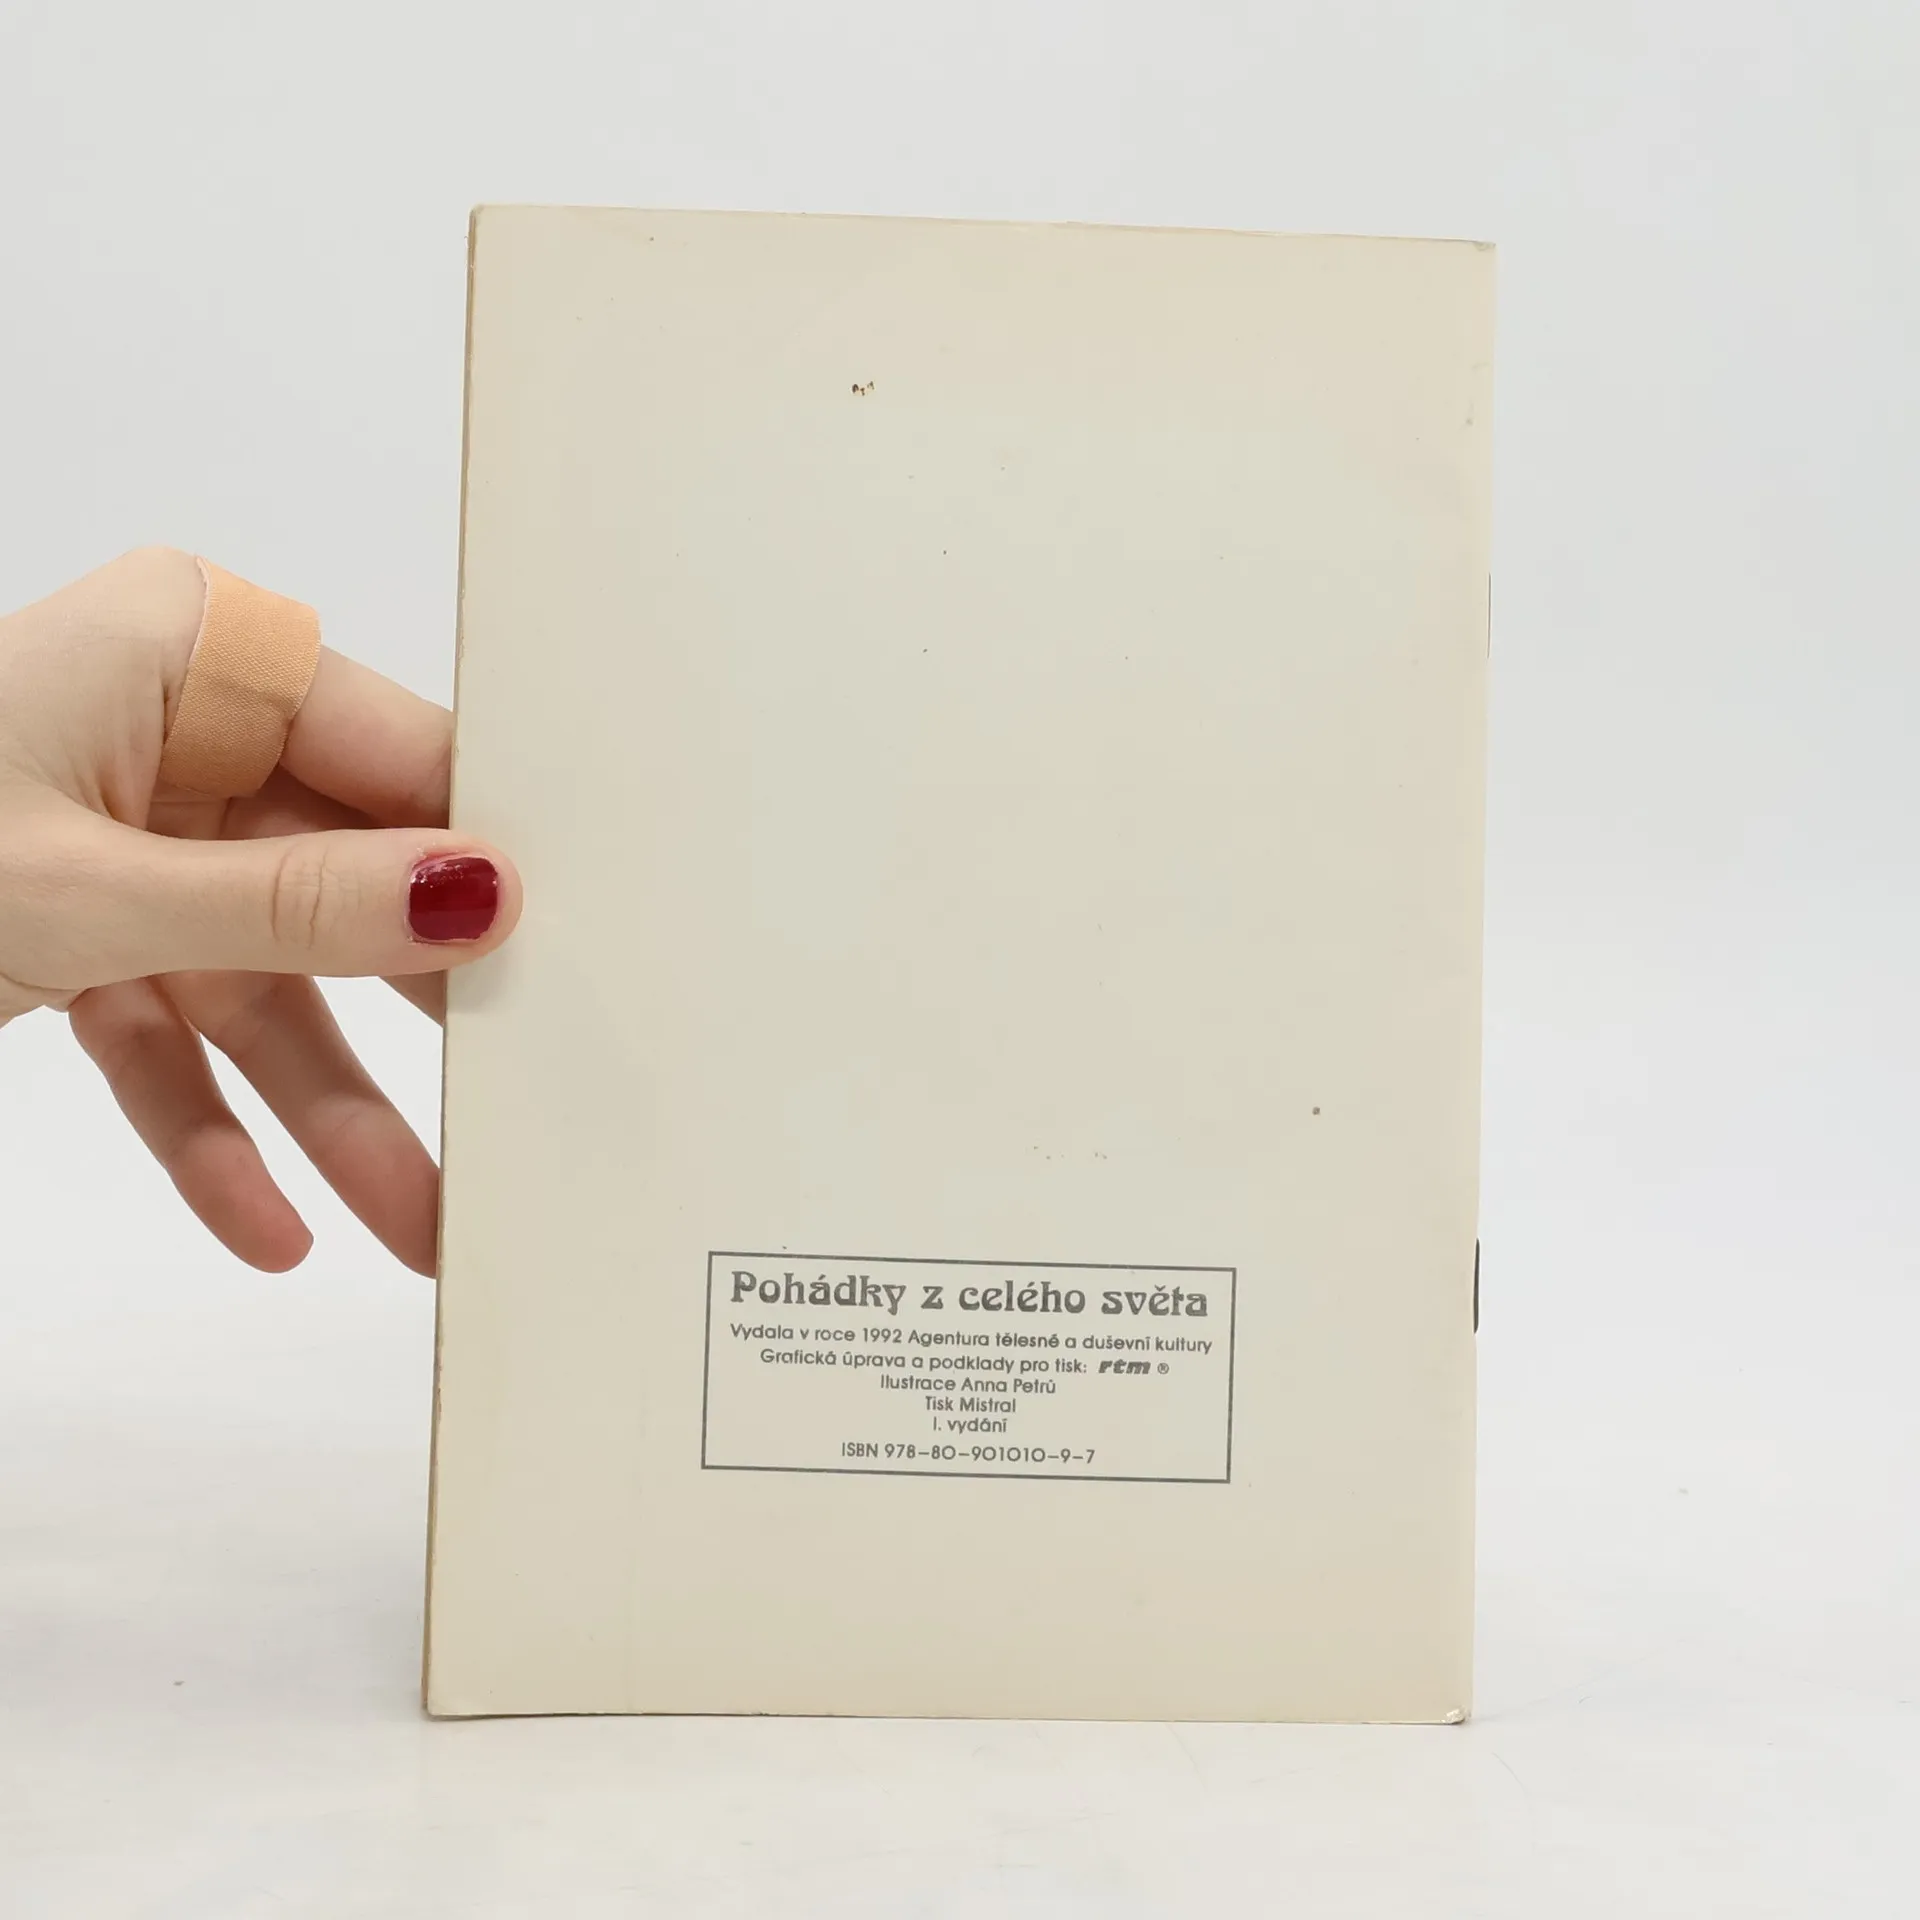 Pohádky z celého světa
Vydala v roce 1992 Agentura tělesné a duševní kultury
Grafická úprava a podklady pro tisk: rtm ®
Ilustrace Anna Petrů
Tisk Mistral
I. vydání
ISBN 978-80-901010-9-7